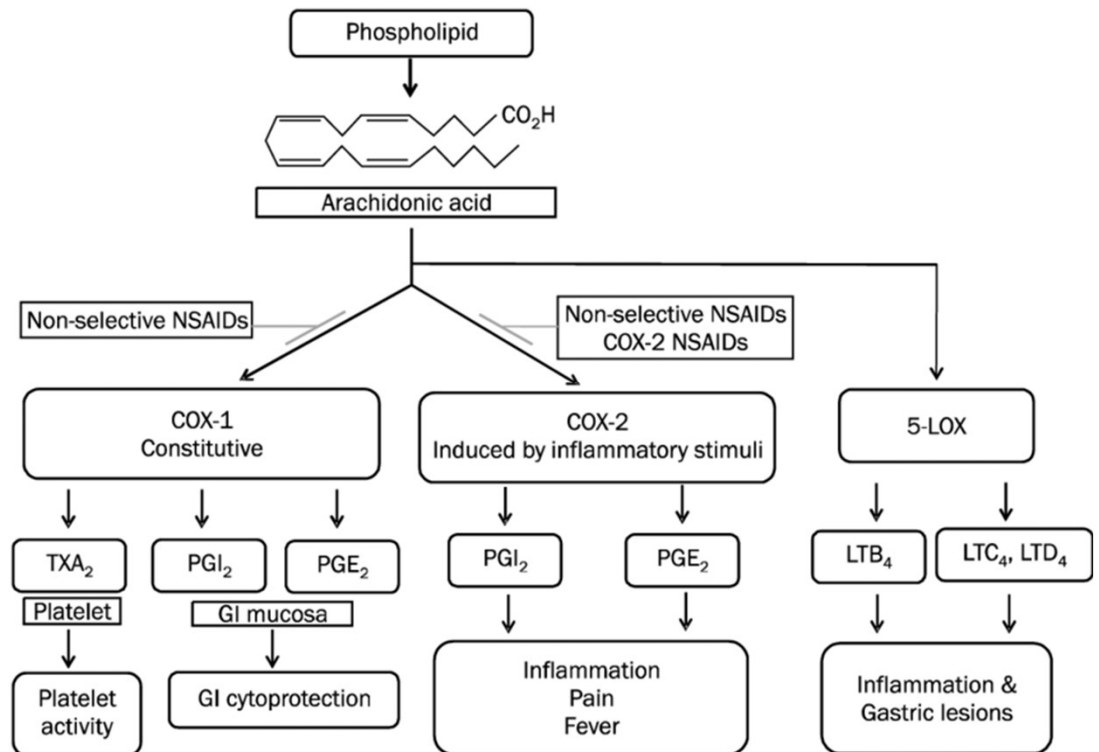 Phospholipid
CO₂H
Arachidonic acid
Non-selective NSAIDs
Non-selective NSAIDs
COX-2 NSAIDs
COX-1
Constitutive
COX-2
Induced by inflammatory stimuli
5-LOX
TXA₂
PGI₂
PGE₂
PGI₂
PGE₂
LTB₄
LTC₄, LTD₄
Platelet
GI mucosa
Platelet
activity
GI cytoprotection
Inflammation
Pain
Fever
Inflammation &
Gastric lesions